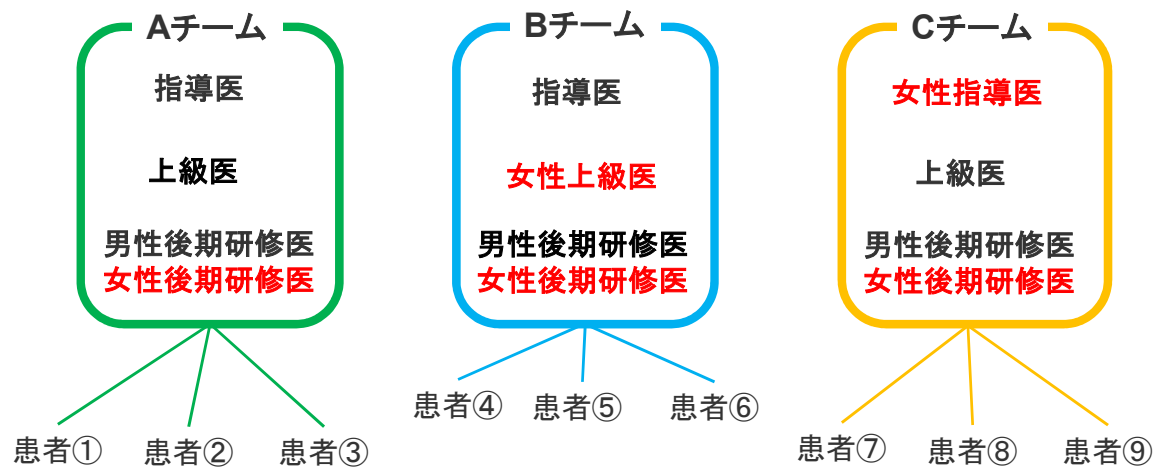 Aチーム
指導医
上級医
男性後期研修医
女性後期研修医
患者①
患者②
患者③
Bチーム
指導医
女性上級医
男性後期研修医
女性後期研修医
患者④
患者⑤
患者⑥
Cチーム
女性指導医
上級医
男性後期研修医
女性後期研修医
患者⑦
患者⑧
患者⑨